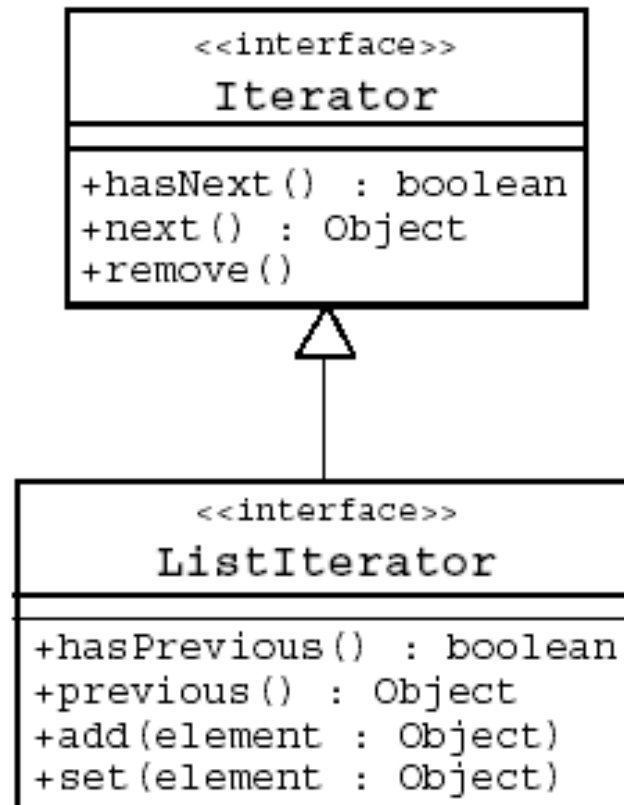 <<interface>>
Iterator
+hasNext() : boolean
+next() : Object
+remove()
<<interface>>
ListIterator
+hasPrevious() : boolean
+previous() : Object
+add(element : Object)
+set(element : Object)